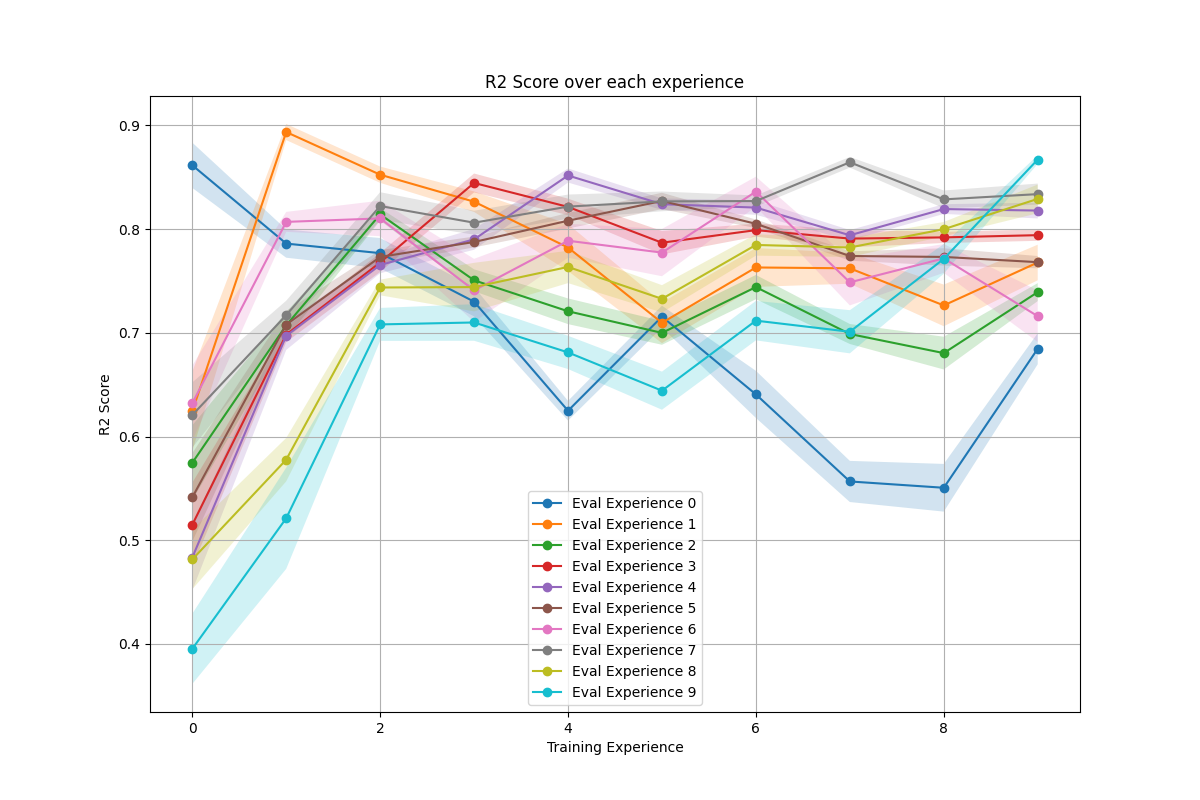 R2 Score over each experience
R2 Score
0.9
0.8
0.7
0.6
0.5
0.4
Eval Experience 0
Eval Experience 1
Eval Experience 2
Eval Experience 3
Eval Experience 4
Eval Experience 5
Eval Experience 6
Eval Experience 7
Eval Experience 8
Eval Experience 9
0 2 4 6 8
Training Experience